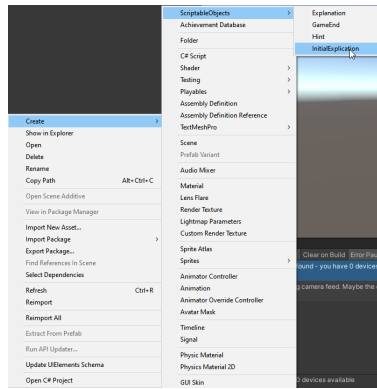 Create
Show in Explorer
Open
Delete
Rename
Copy Path Alt+Ctrl+C
Open Scene Additive
View in Package Manager
Import New Asset...
Import Package
Export Package...
Find References In Scene
Select Dependencies
Refresh Ctrl+R
Reimport
Reimport All
Extract From Prefab
Run API Updater...
Update UIElements Schema
Open C# Project
ScriptableObjects
Achievement Database
Folder
C# Script
Shader
Testing
Playables
Assembly Definition
Assembly Definition Reference
TextMeshPro
Scene
Prefab Variant
Audio Mixer
Material
Lens Flare
Render Texture
Lightmap Parameters
Custom Render Texture
Sprite Atlas
Sprites
Animator Controller
Animation
Animator Override Controller
Avatar Mask
Timeline
Signal
Physic Material
Physics Material 2D
GUI Skin
Explanation
GameEnd
Hint
InitialExplication
Clear on Build Error Pau
found - you have 0 devices
g camera feed. Maybe the
0 devices available